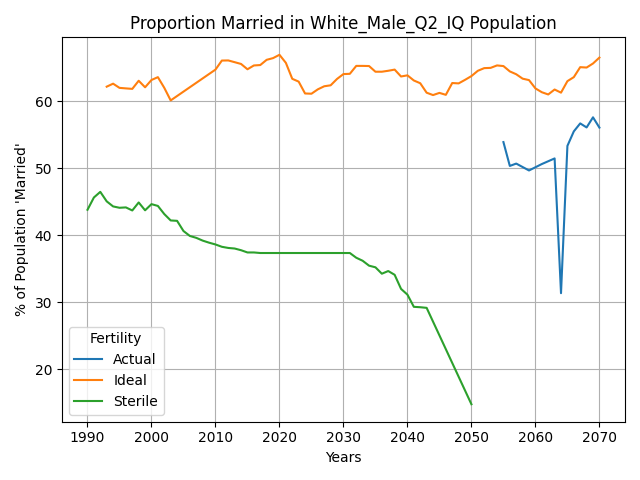 Proportion Married in White_Male_Q2_IQ Population
% of Population 'Married'
60
50
40
30
20
Fertility
Actual
Ideal
Sterile
1990 2000 2010 2020 2030 2040 2050 2060 2070
Years